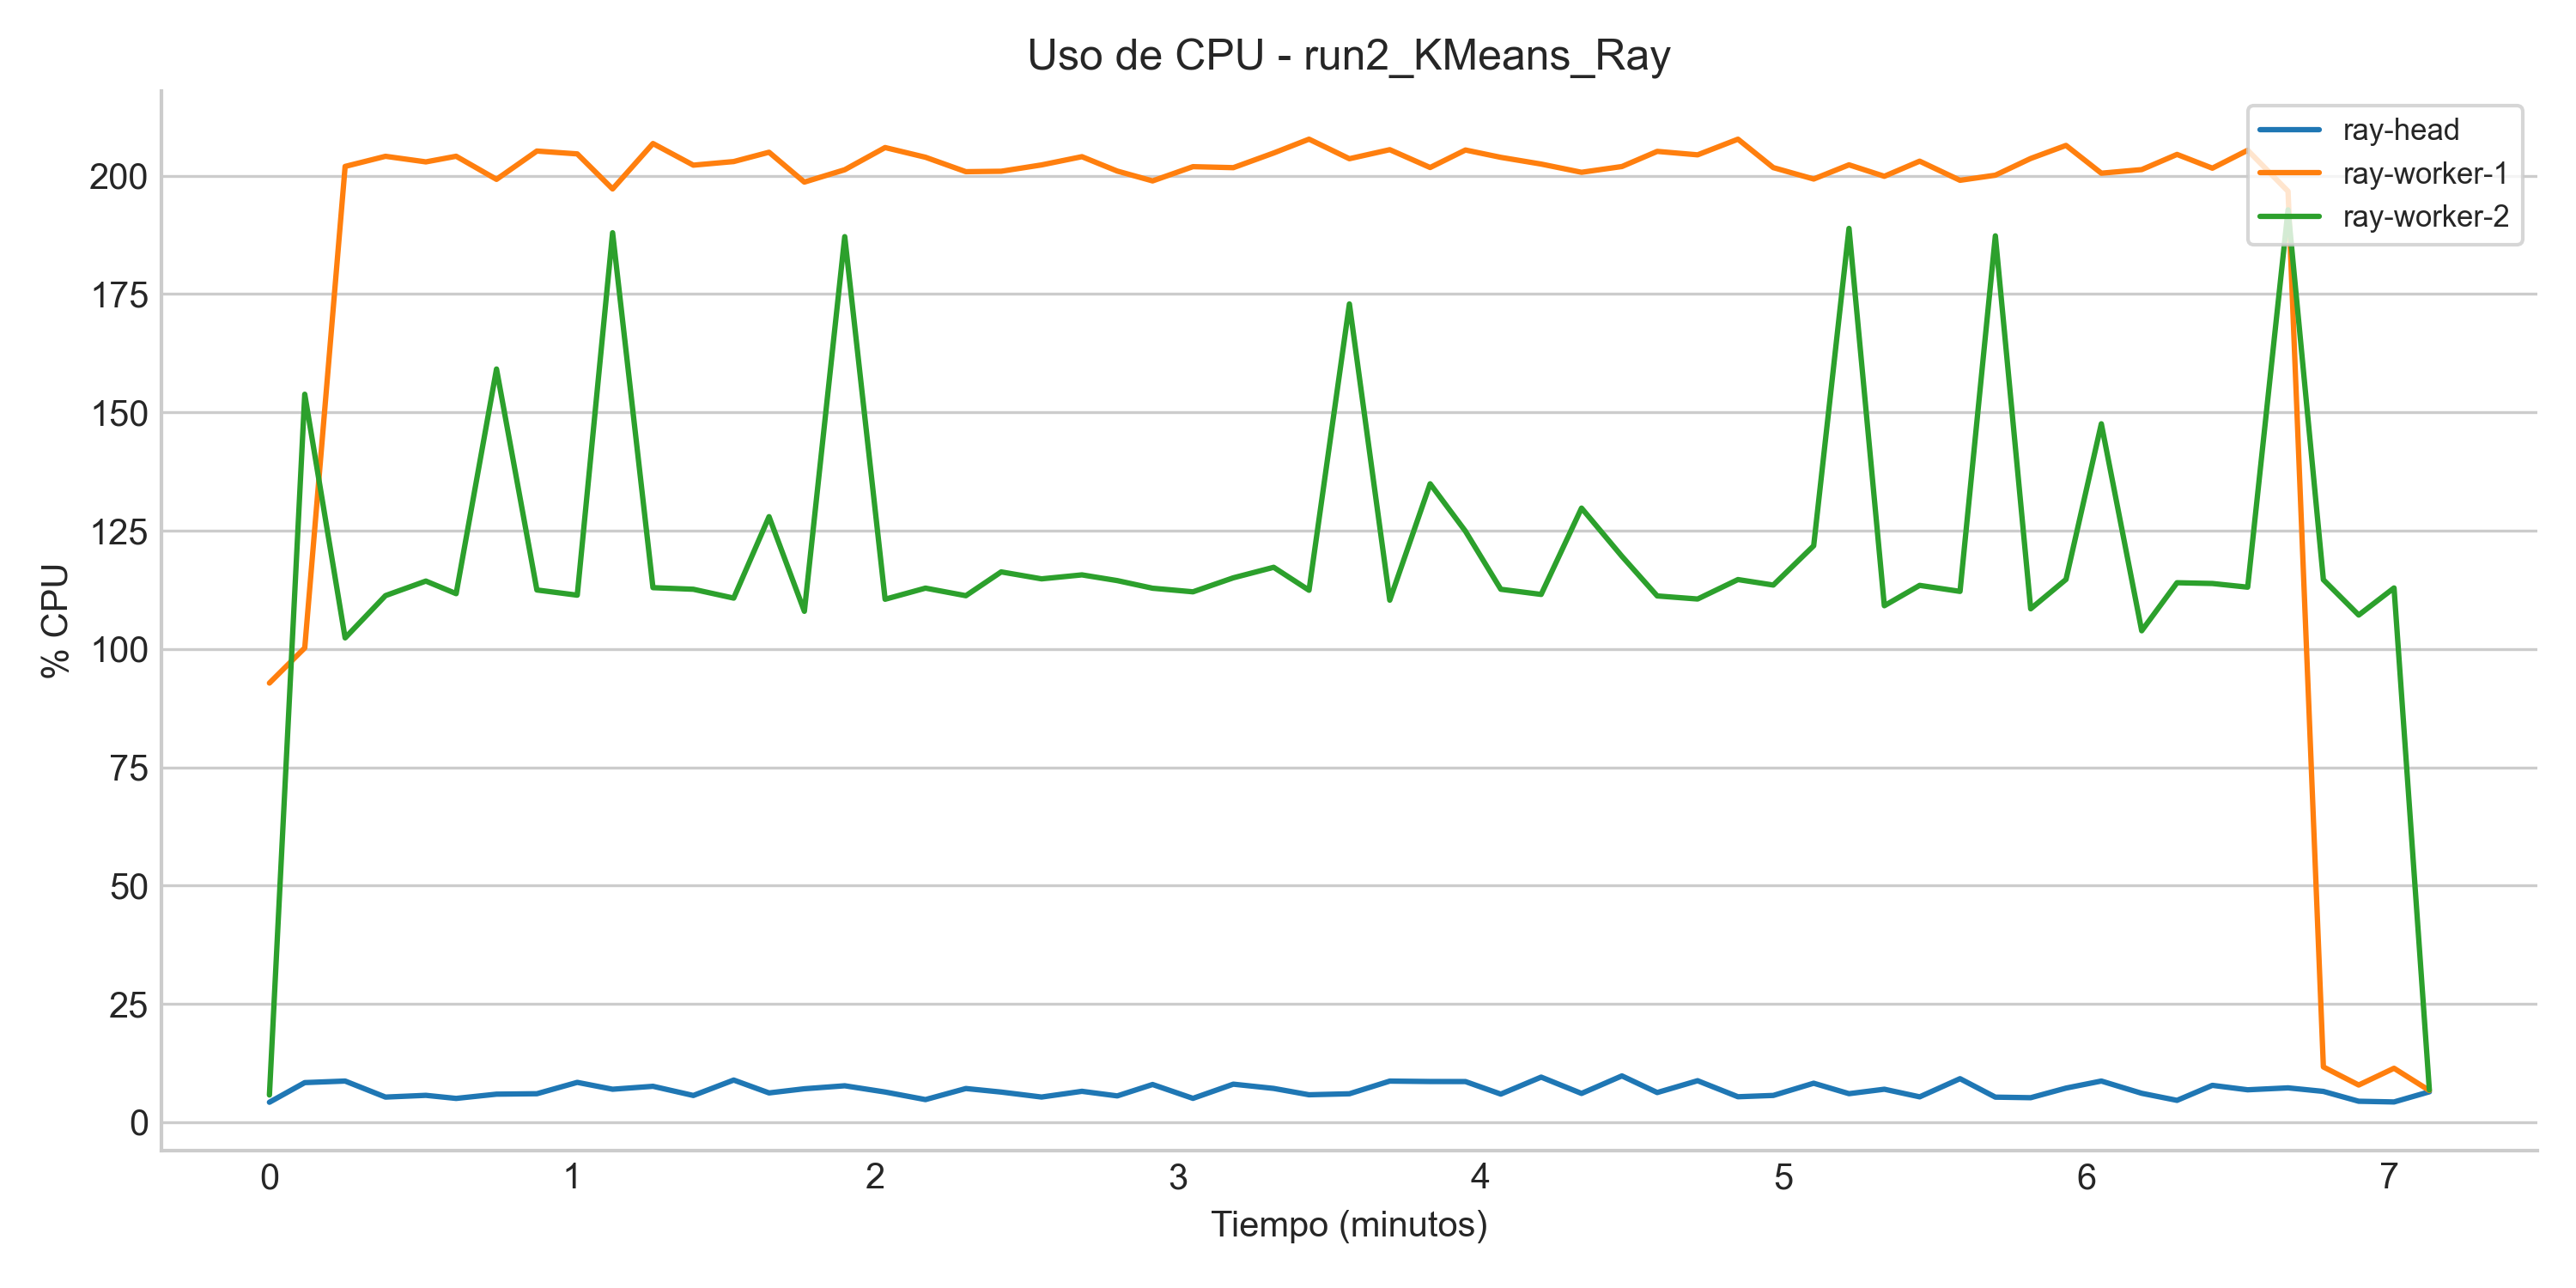 Uso de CPU - run2_KMeans_Ray
ray-head
ray-worker-1
ray-worker-2
% CPU
200
175
150
125
100
75
50
25
0
0 1 2 3 4 5 6 7
Tiempo (minutos)